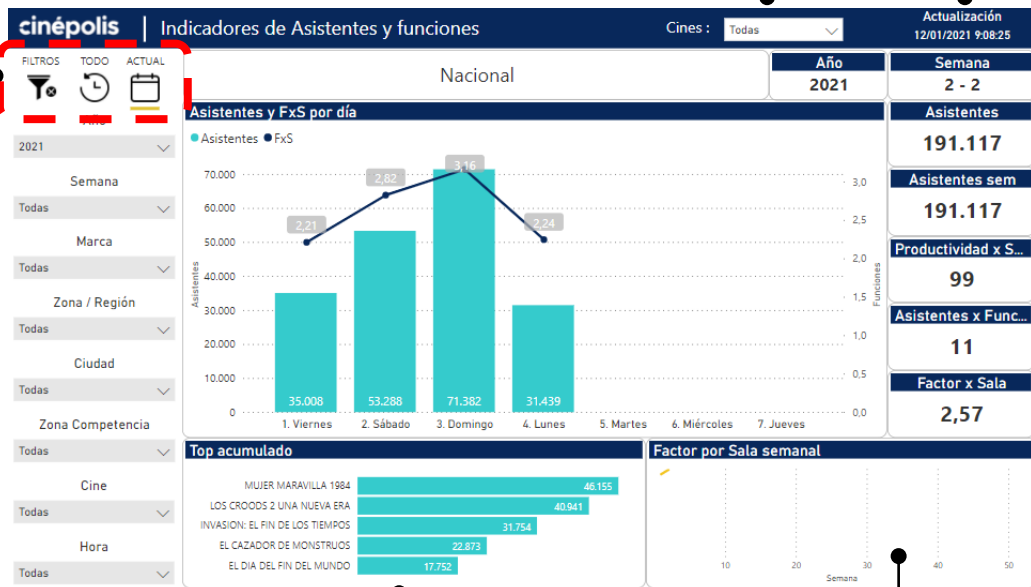 cinépolis | Indicadores de Asistentes y funciones
Cines : Todas
Actualización
12/01/2021 9:08:25
FILTROS TODO ACTUAL
Año
2021
Semana
Todas
Marca
Todas
Zona / Región
Todas
Ciudad
Todas
Zona Competencia
Todas
Cine
Todas
Hora
Todas
Nacional
Año
2021
Semana
2 - 2
Asistentes y FxS por día
Asistentes FxS
70.000
60.000
50.000
40.000
30.000
20.000
10.000
0
Asistentes
2,21
2,82
3,16
2,24
35.008
53.288
71.382
31.439
3,0
2,5
2,0
1,5
1,0
0,5
0,0
Funciones
1. Viernes 2. Sábado 3. Domingo 4. Lunes 5. Martes 6. Miércoles 7. Jueves
Asistentes
191.117
Asistentes sem
191.117
Productividad x S...
99
Asistentes x Func...
11
Factor x Sala
2,57
Top acumulado
MUJER MARAVILLA 1984 46.155
LOS CROODS 2 UNA NUEVA ERA 40.941
INVASION: EL FIN DE LOS TIEMPOS 31.754
EL CAZADOR DE MONSTRUOS 22.873
EL DIA DEL FIN DEL MUNDO 17.752
Factor por Sala semanal
10 20 30 40 50
Semana